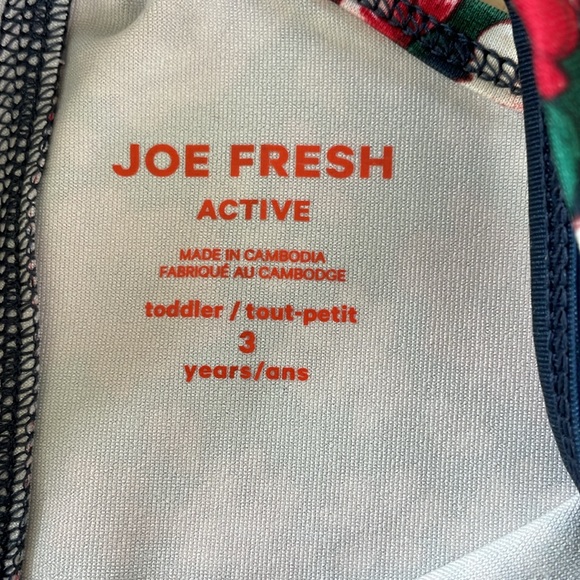 JOE FRESH
ACTIVE
MADE IN CAMBODIA
FABRIQUÉ AU CAMBODGE
toddler / tout-petit
3
years/ans